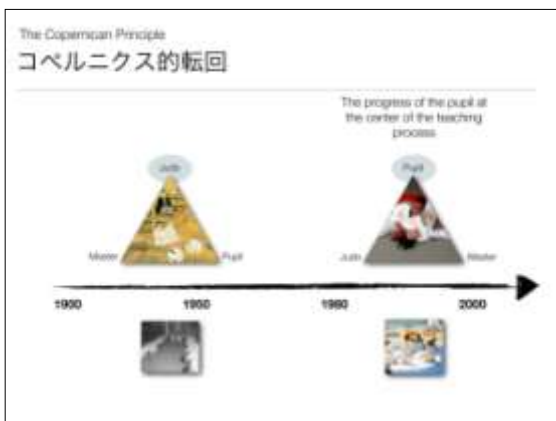 The Copernican Principle
コペルニクス的転回
The progress of the pupil at
the center of the teaching
process
Judo
Pupil
Master
Pupil
Judo
Master
1900
1950
1980
2000